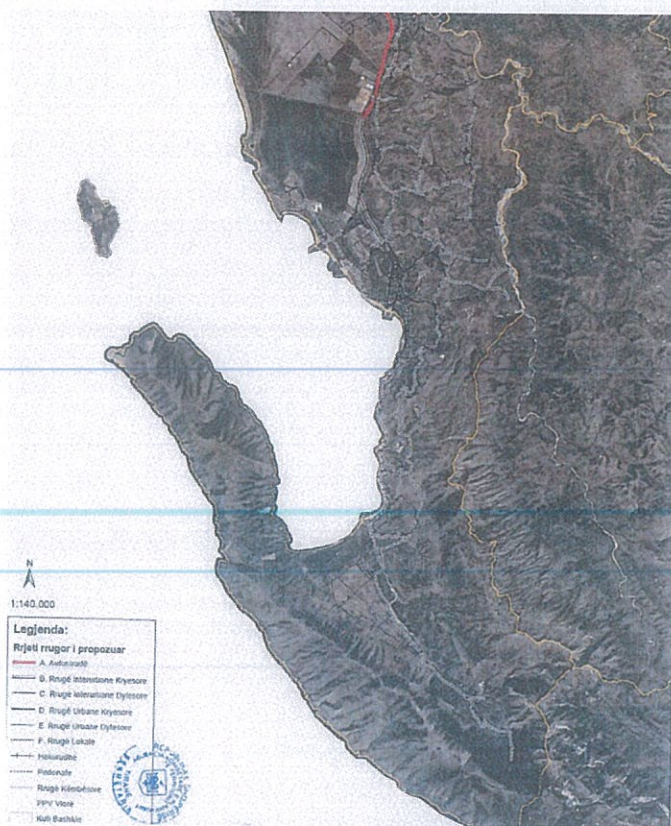 N
1:140.000
Legjenda:
Rrjeti rrugor i propozuar
A. Autostradë
B. Rrugë Interurbane Kryesore
C. Rrugë Interurbane Dytësore
D. Rrugë Urbane Kryesore
E. Rrugë Urbane Dytësore
F. Rrugë Lokale
Hekurudhë
Pedonale
Rrugë Këmbësore
PPV Vlorë
Kufi Bashkie